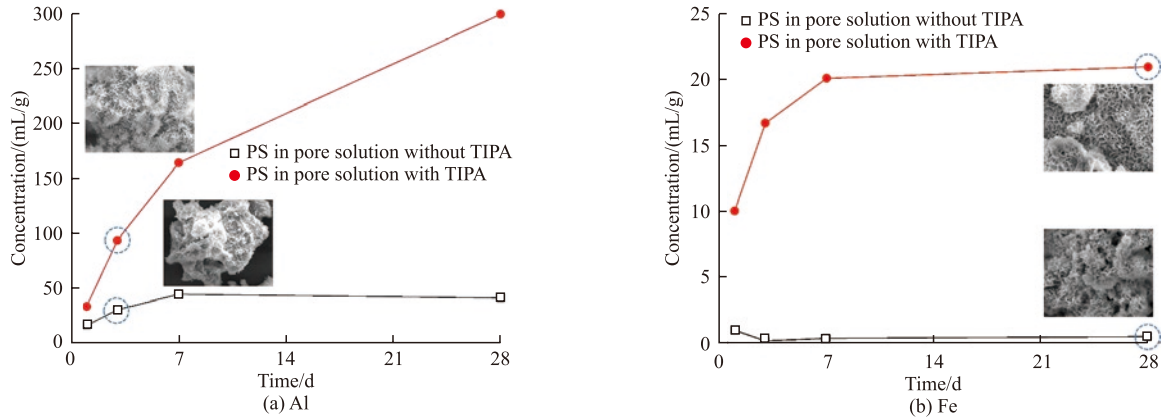 300
250
200
150
100
50
0
Concentration/(mL/g)
PS in pore solution without TIPA
PS in pore solution with TIPA
0 7 14 21 28
Time/d
(a) Al
25
20
15
10
5
0
Concentration/(mL/g)
PS in pore solution without TIPA
PS in pore solution with TIPA
0 7 14 21 28
Time/d
(b) Fe